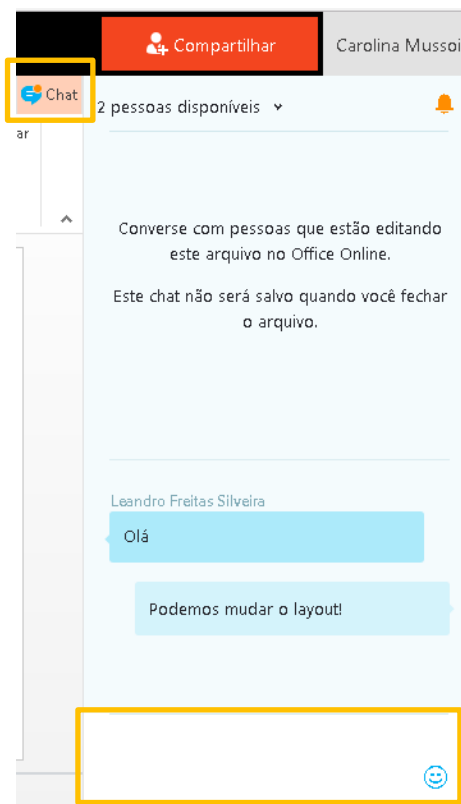 Compartilhar
Carolina Mussoi
Chat
2 pessoas disponíveis
ar
Converse com pessoas que estão editando
este arquivo no Office Online.
Este chat não será salvo quando você fechar
o arquivo.
Leandro Freitas Silveira
Olá
Podemos mudar o layout!